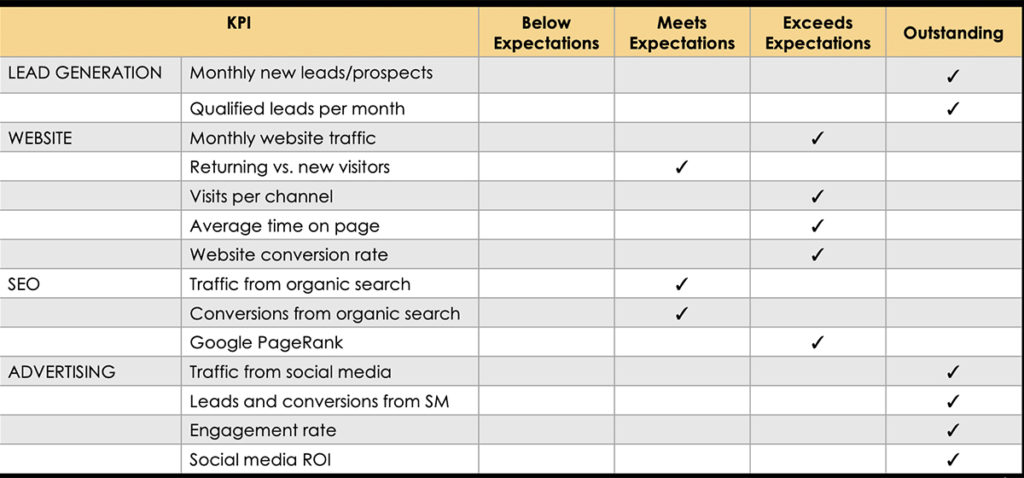 KPI Below Expectations Meets Expectations Exceeds Expectations Outstanding
LEAD GENERATION Monthly new leads/prospects ✓
Qualified leads per month ✓
WEBSITE Monthly website traffic ✓
Returning vs. new visitors ✓
Visits per channel ✓
Average time on page ✓
Website conversion rate ✓
SEO Traffic from organic search ✓
Conversions from organic search ✓
Google PageRank ✓
ADVERTISING Traffic from social media ✓
Leads and conversions from SM ✓
Engagement rate ✓
Social media ROI ✓